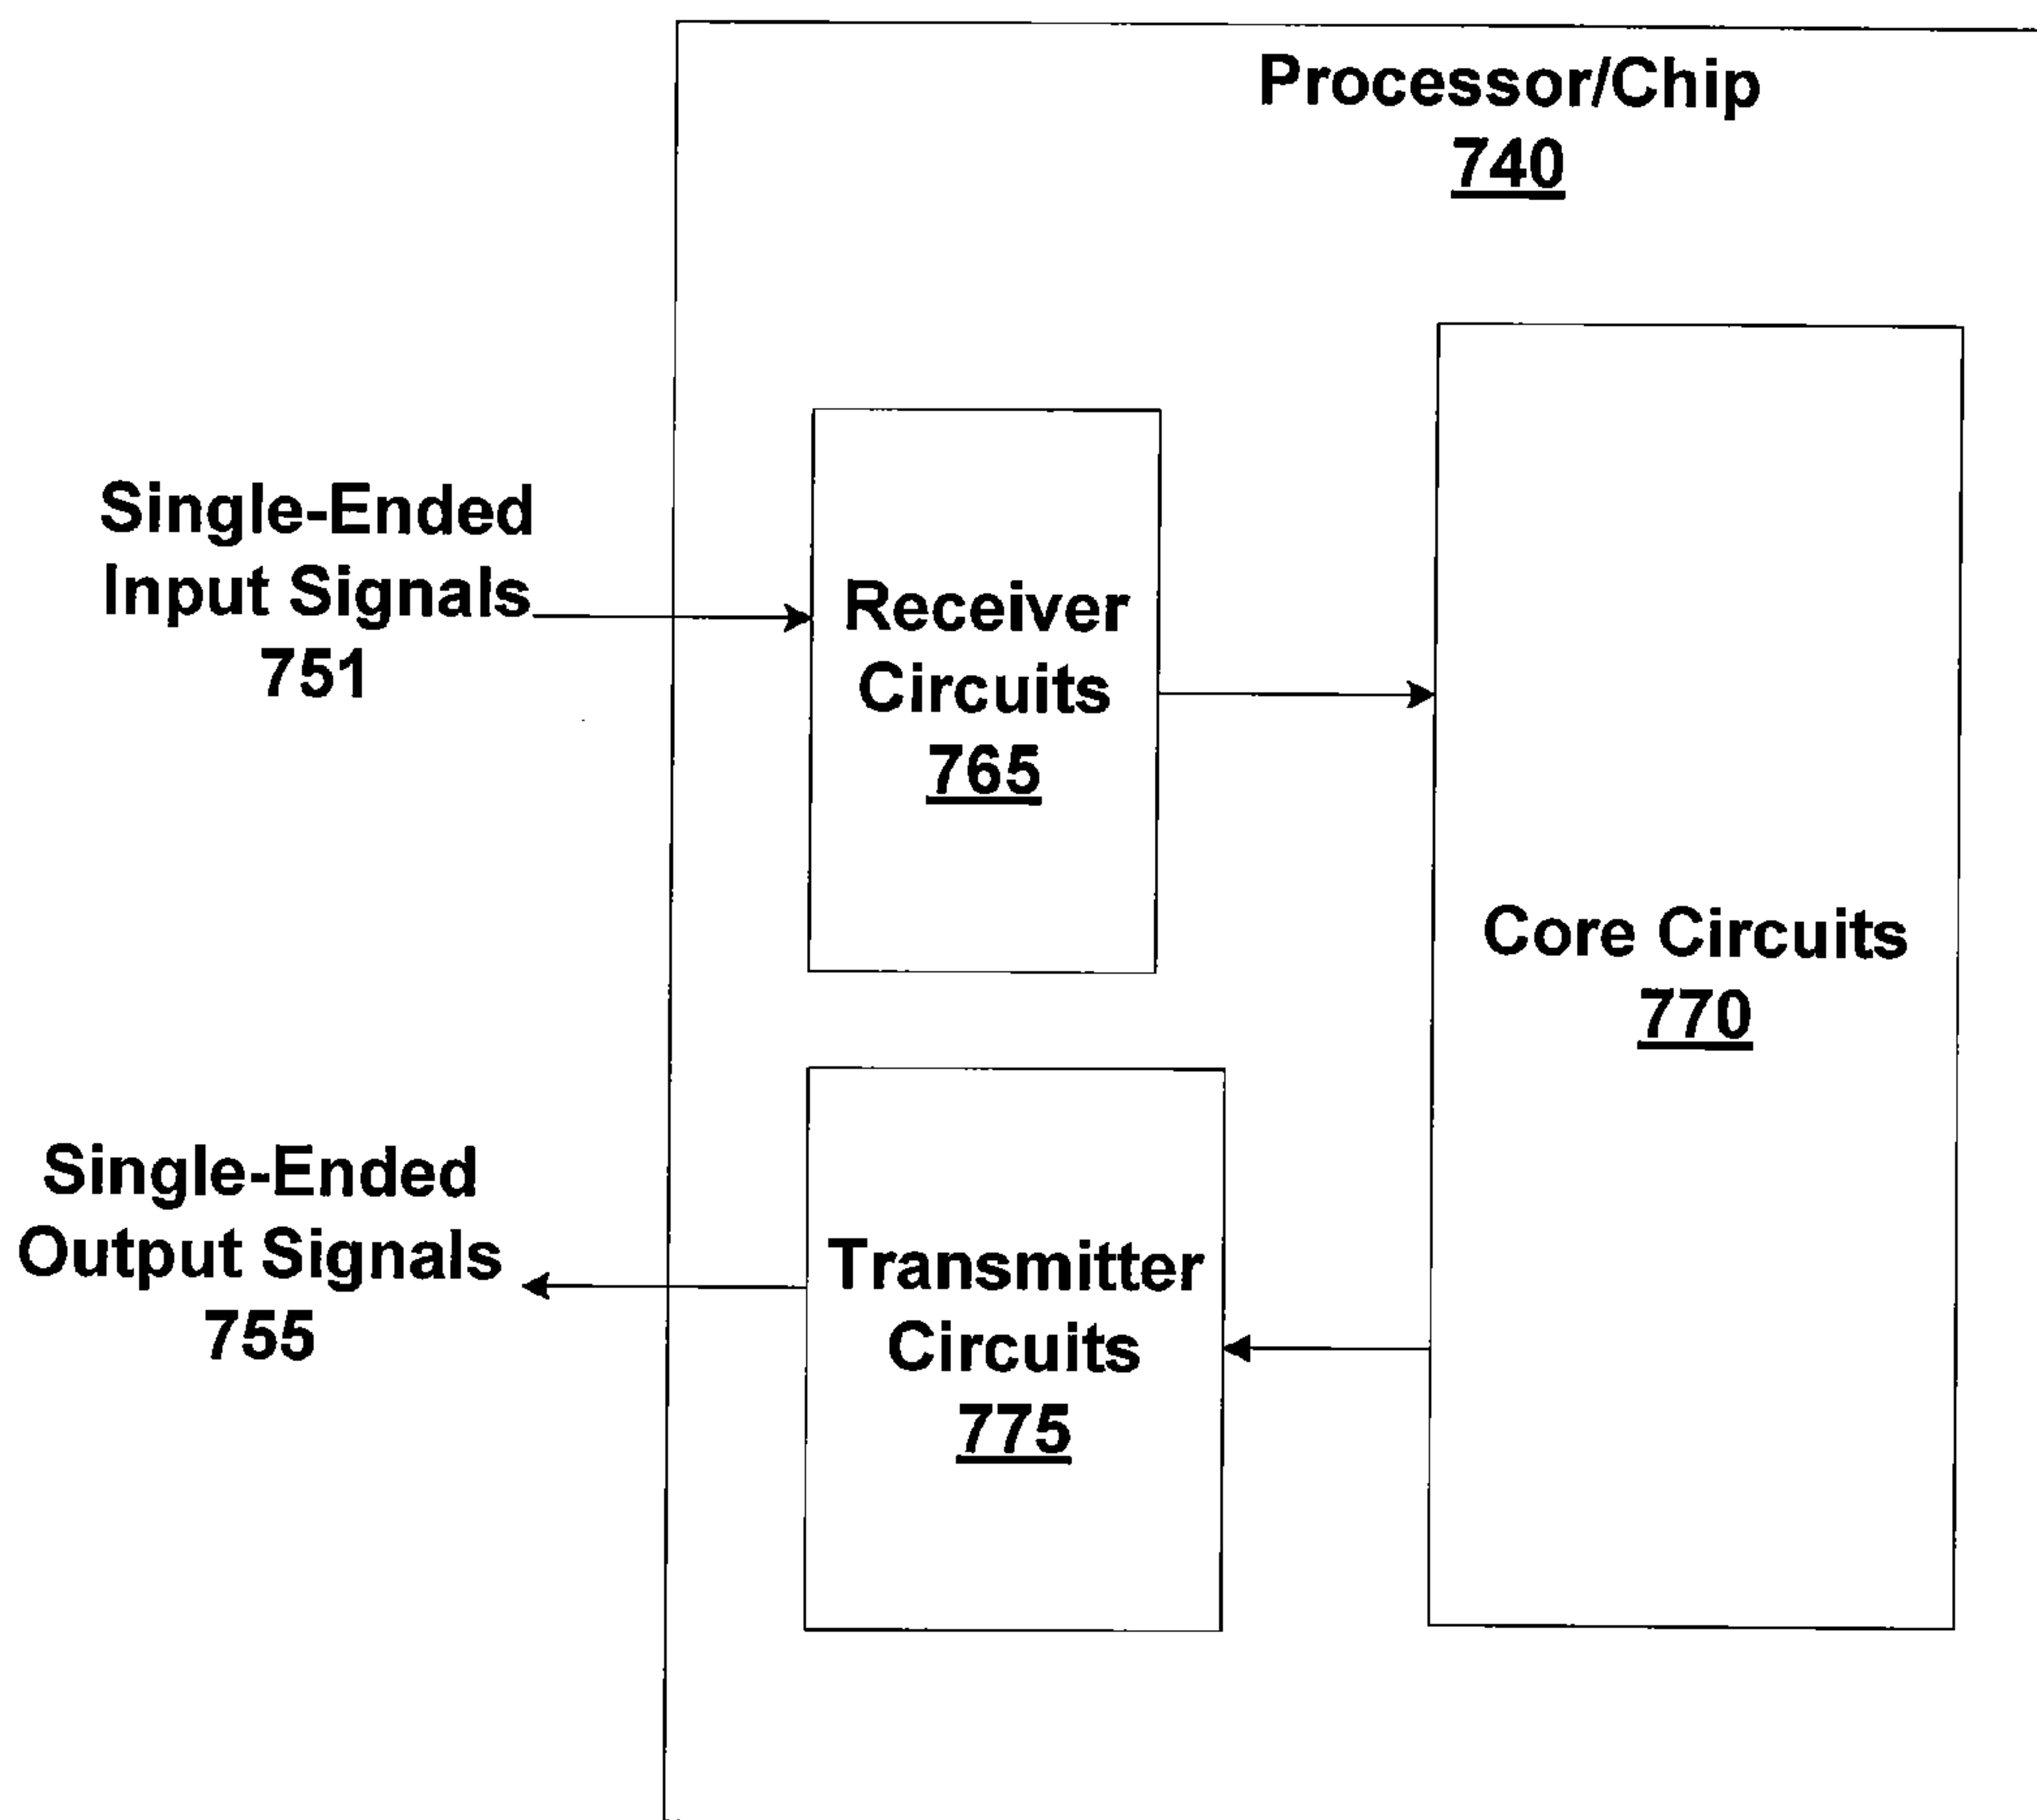 Processor/Chip
740
Single-Ended
Input Signals
751
Receiver
Circuits
765
Core Circuits
770
Single-Ended
Output Signals
755
Transmitter
Circuits
775